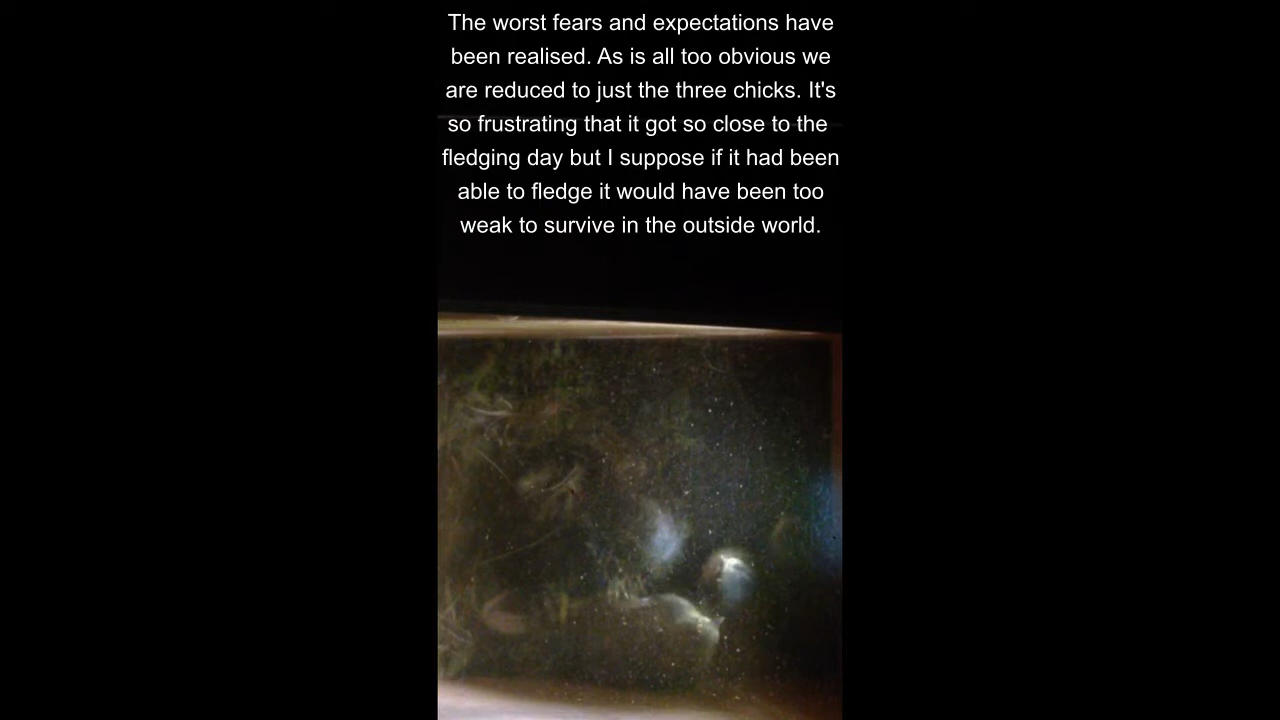 The worst fears and expectations have
been realised. As is all too obvious we
are reduced to just the three chicks. It's
so frustrating that it got so close to the
fledging day but I suppose if it had been
able to fledge it would have been too
weak to survive in the outside world.